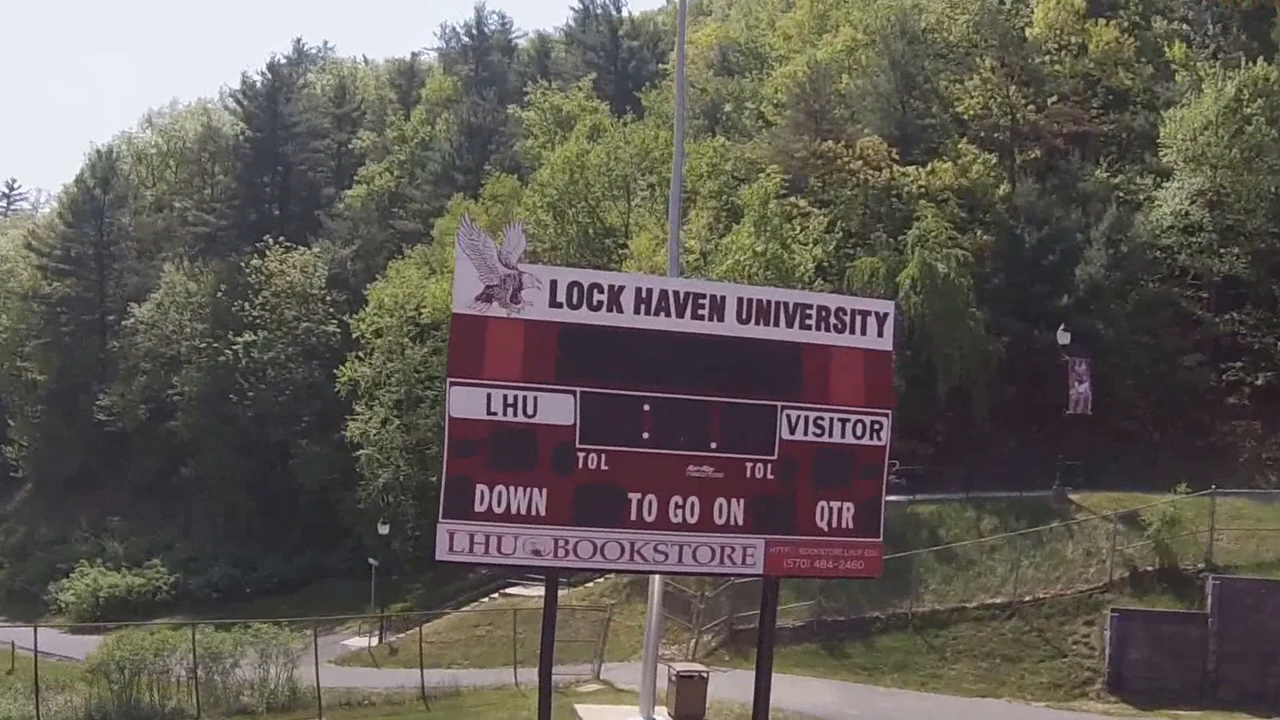 LOCK HAVEN UNIVERSITY
LHU
VISITOR
TOL
TOL
DOWN
TO GO ON
QTR
LHU BOOKSTORE
(570) 484-2460